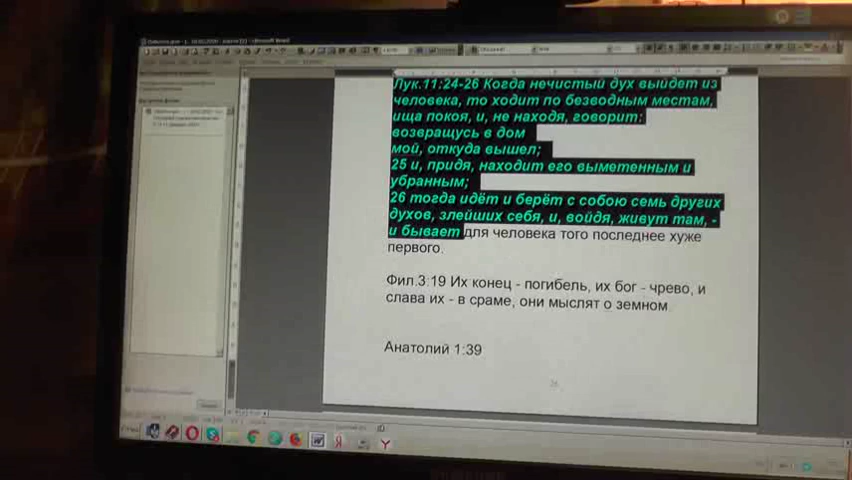 Лук.11:24-26 Когда нечистый дух выйдет из
человека, то ходит по безводным местам,
ища покоя, и, не находя, говорит:
возвращусь в дом
мой, откуда вышел;
25 и, придя, находит его выметенным и
убранным;
26 тогда идёт и берёт с собою семь других
духов, злейших себя, и, войдя, живут там, -
и бывает для человека того последнее хуже
первого.
Фил.3:19 Их конец - погибель, их бог - чрево, и
слава их - в сраме, они мыслят о земном
Анатолий 1:39